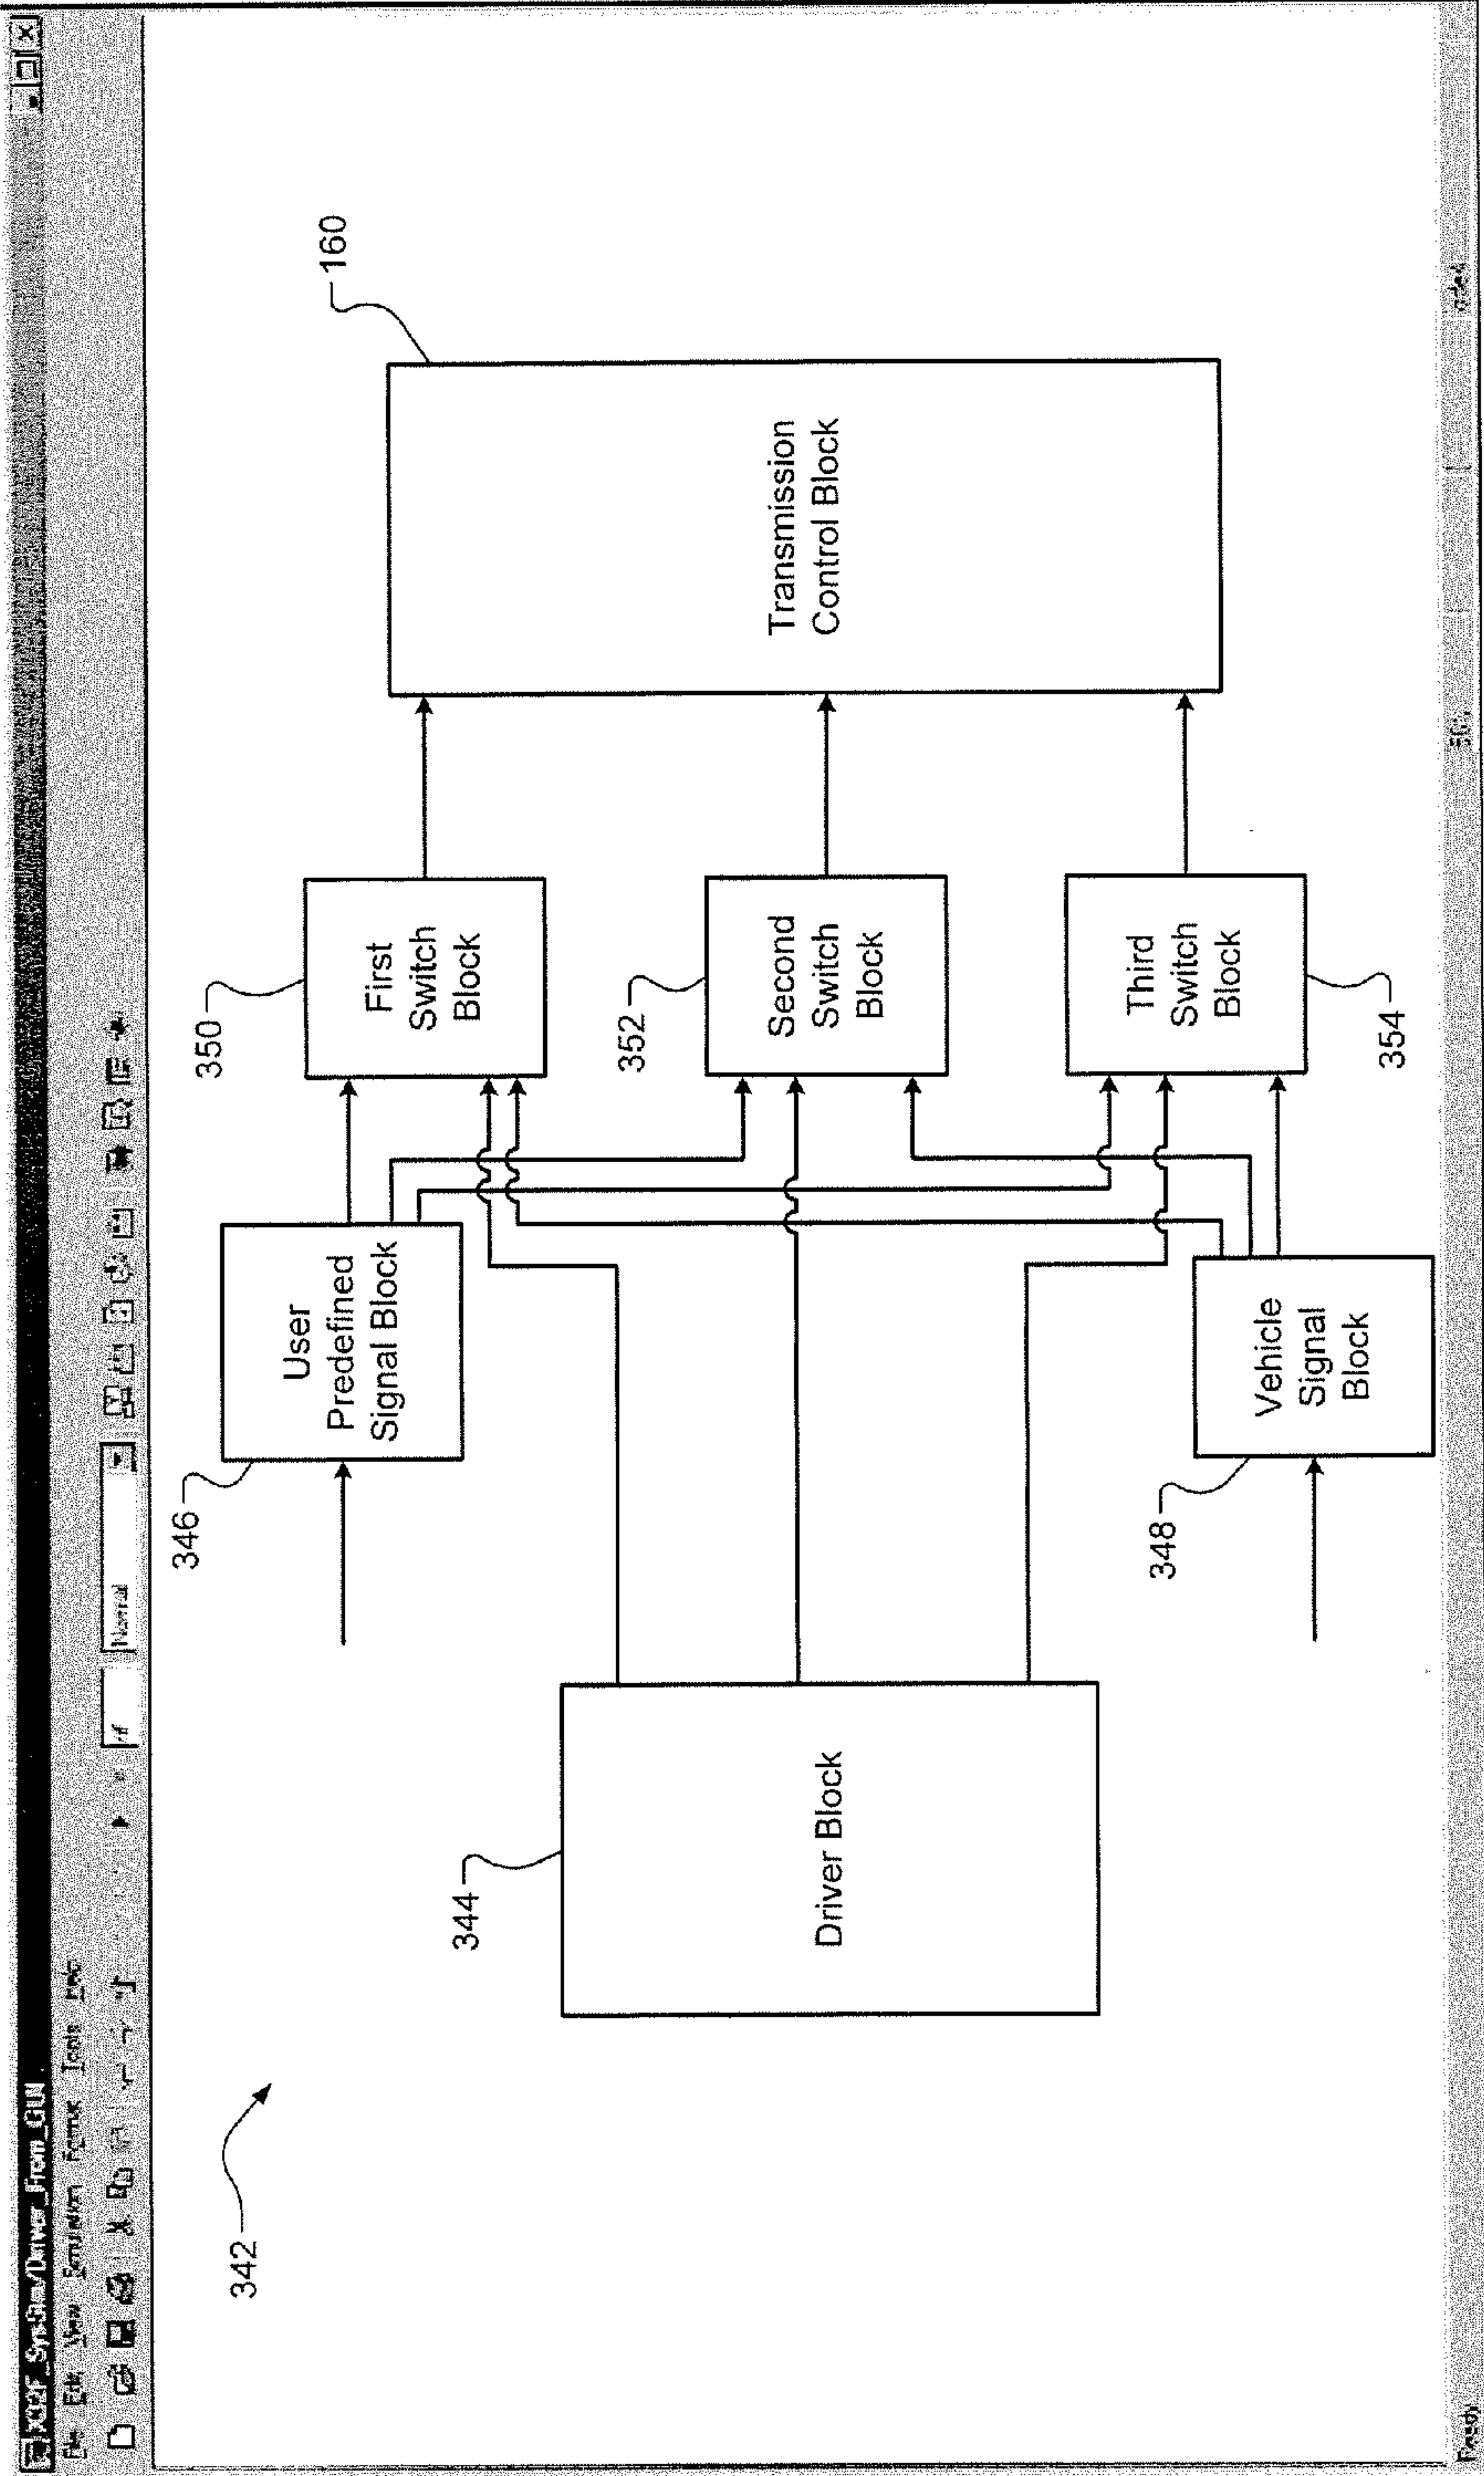 File Edit View Simulation Format Tools Help
Normal
342
344
Driver Block
346
User
Predefined
Signal Block
348
Vehicle
Signal
Block
350
First
Switch
Block
352
Second
Switch
Block
354
Third
Switch
Block
160
Transmission
Control Block
Ready